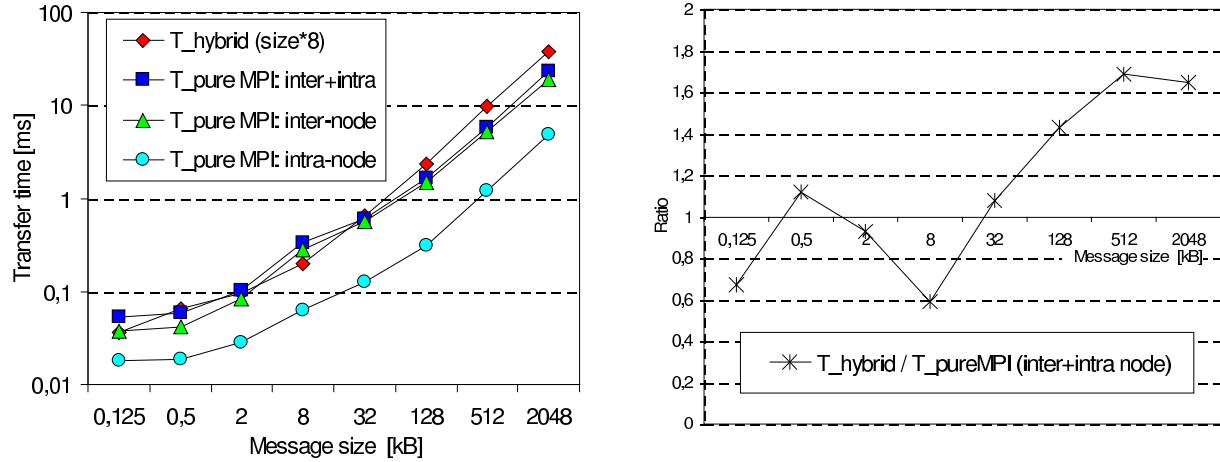 100
10
1
0,1
0,01
Transfer time [ms]
T_hybrid (size*8)
T_pure MPI: inter+intra
T_pure MPI: inter-node
T_pure MPI: intra-node
0,125 0,5 2 8 32 128 512 2048
Message size [kB]
2
1,8
1,6
1,4
1,2
1
0,8
0,6
0,4
0,2
0
Ratio
0,125 0,5 2 8 32 128 512 2048
Message size [kB]
T_hybrid / T_pureMPI (inter+intra node)